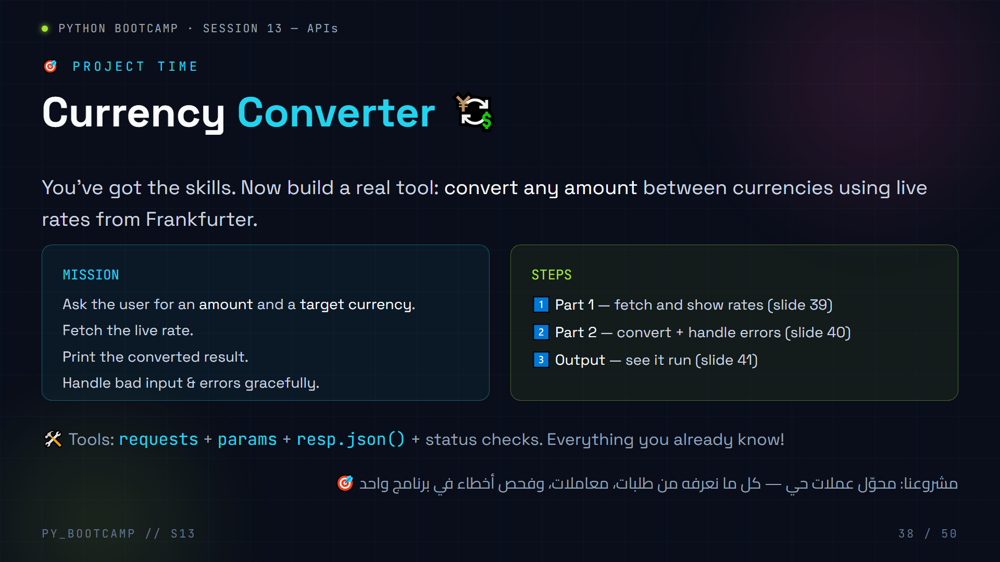 PYTHON BOOTCAMP · SESSION 13 — APIs
🎯 PROJECT TIME
Currency Converter 💱
You've got the skills. Now build a real tool: convert any amount between currencies using live
rates from Frankfurter.
MISSION
Ask the user for an amount and a target currency.
Fetch the live rate.
Print the converted result.
Handle bad input & errors gracefully.
STEPS
1️⃣ Part 1 — fetch and show rates (slide 39)
2️⃣ Part 2 — convert + handle errors (slide 40)
3️⃣ Output — see it run (slide 41)
🛠️ Tools: requests + params + resp.json() + status checks. Everything you already know!
مشروعنا: محوّل عملات حي — كل ما نعرفه من طلبات، معاملات، وفحص أخطاء في برنامج واحد 🎯
PY_BOOTCAMP // S13
38 / 50